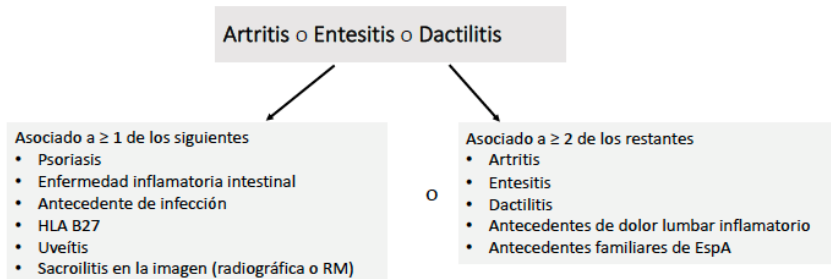 Artritis o Entesitis o Dactilitis
Asociado a ≥ 1 de los siguientes
• Psoriasis
• Enfermedad inflamatoria intestinal
• Antecedente de infección
• HLA B27
• Uveítis
• Sacroilitis en la imagen (radiográfica o RM)
O
Asociado a ≥ 2 de los restantes
• Artritis
• Entesitis
• Dactilitis
• Antecedentes de dolor lumbar inflamatorio
• Antecedentes familiares de EspA